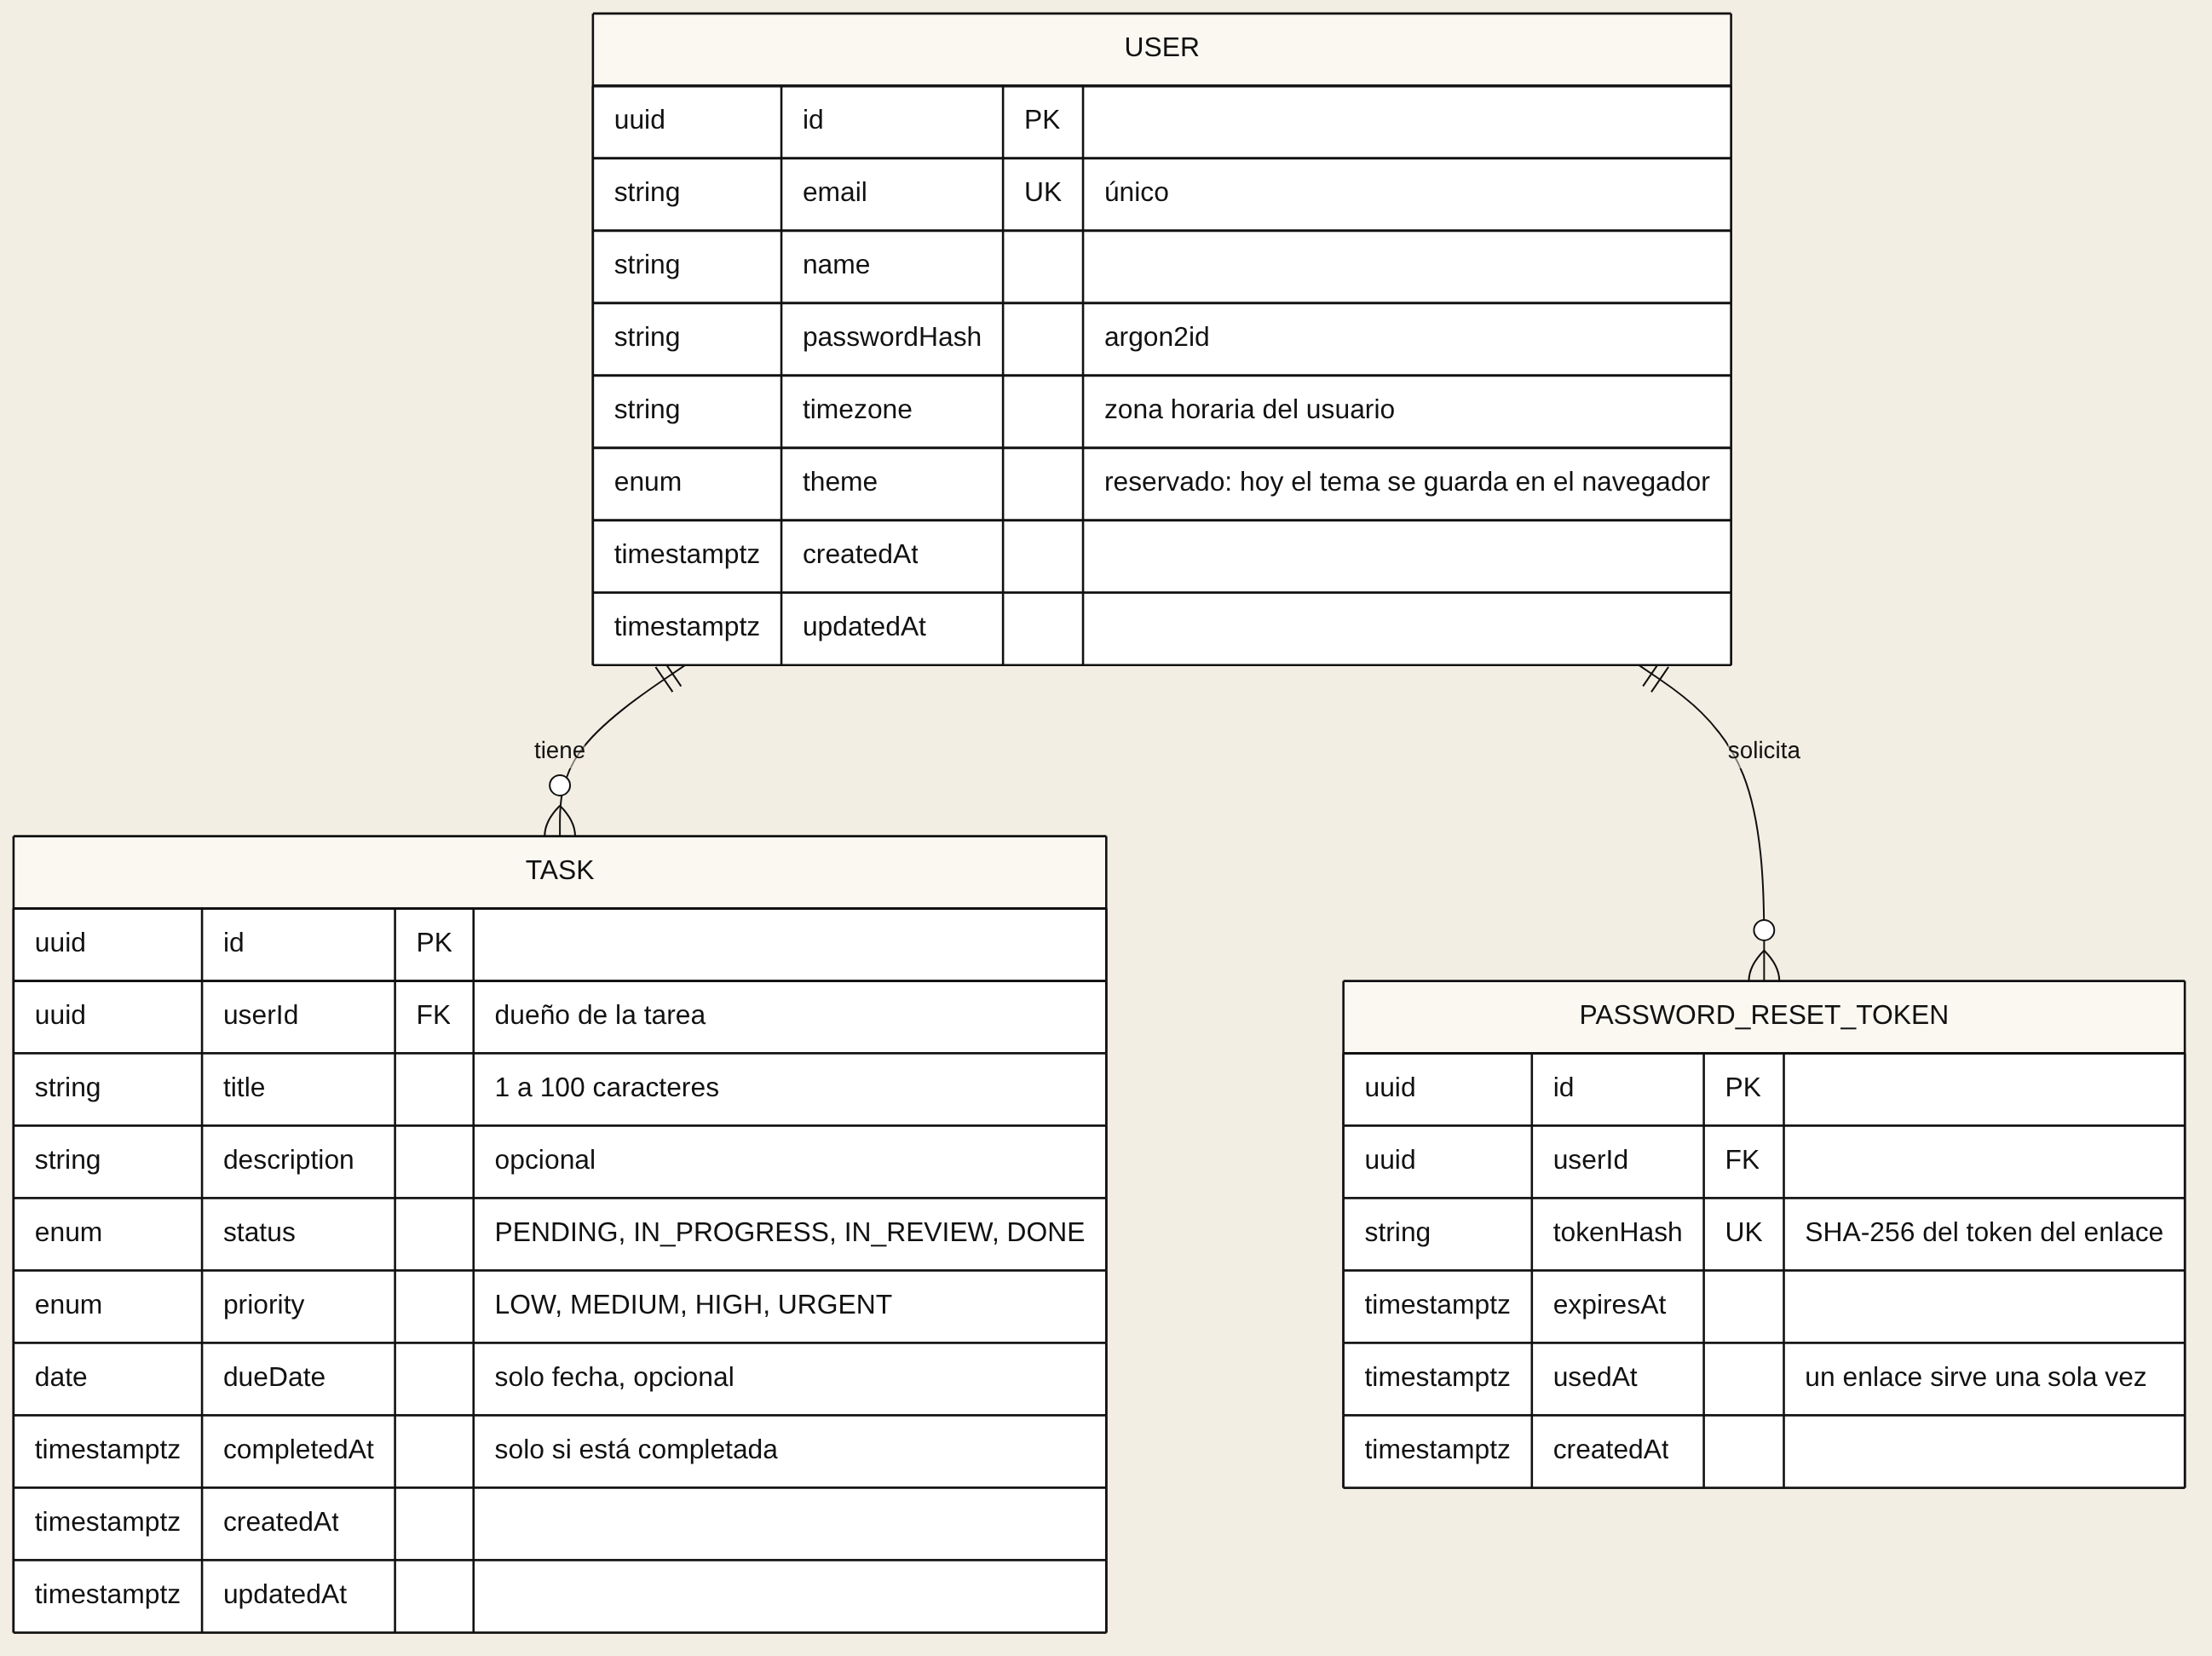 USER
uuid id PK
string email UK único
string name
string passwordHash argon2id
string timezone zona horaria del usuario
enum theme reservado: hoy el tema se guarda en el navegador
timestamptz createdAt
timestamptz updatedAt
tiene
solicita
TASK
uuid id PK
uuid userId FK dueño de la tarea
string title 1 a 100 caracteres
string description opcional
enum status PENDING, IN_PROGRESS, IN_REVIEW, DONE
enum priority LOW, MEDIUM, HIGH, URGENT
date dueDate solo fecha, opcional
timestamptz completedAt solo si está completada
timestamptz createdAt
timestamptz updatedAt
PASSWORD_RESET_TOKEN
uuid id PK
uuid userId FK
string tokenHash UK SHA-256 del token del enlace
timestamptz expiresAt
timestamptz usedAt un enlace sirve una sola vez
timestamptz createdAt